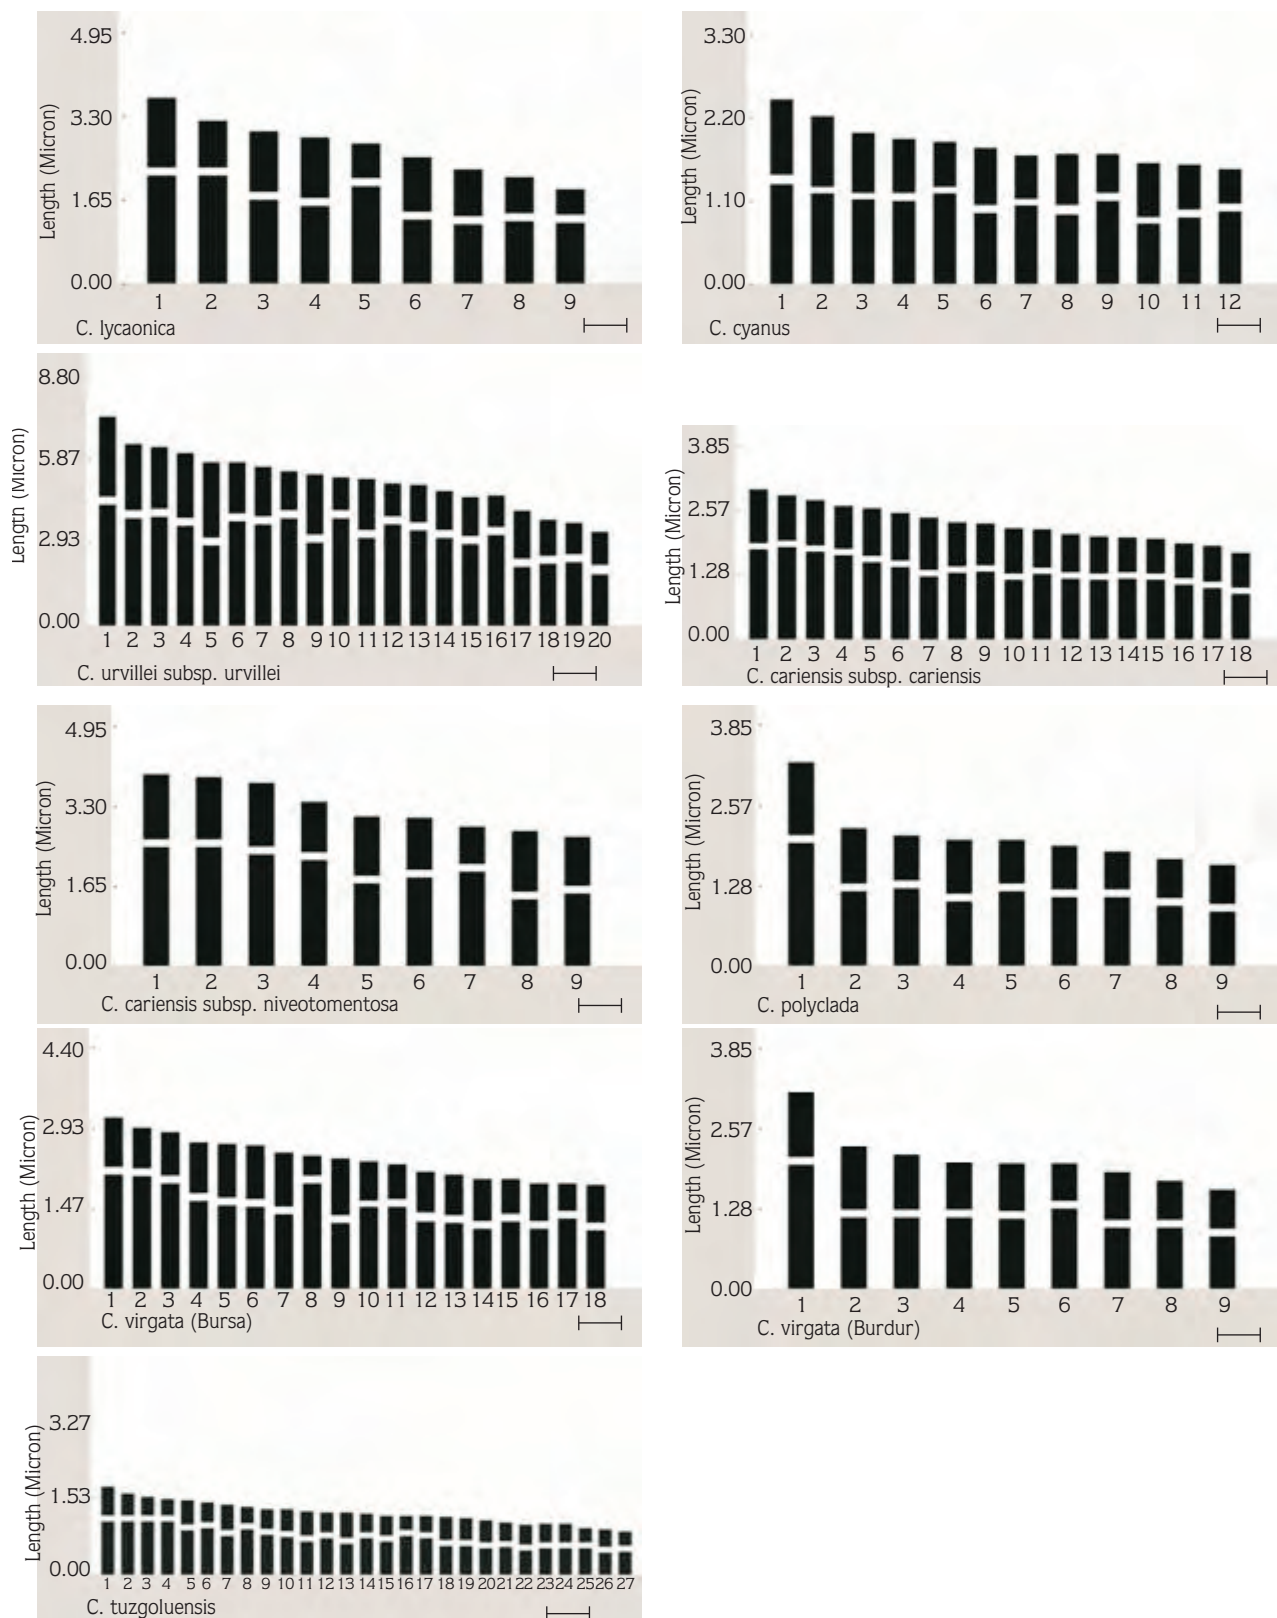 4.95
3.30
1.65
0.00
Length (Micron)
1 2 3 4 5 6 7 8 9
C. lycaonica
3.30
2.20
1.10
0.00
Length (Micron)
1 2 3 4 5 6 7 8 9 10 11 12
C. cyanus
8.80
5.87
2.93
0.00
Length (Micron)
1 2 3 4 5 6 7 8 9 10 11 12 13 14 15 16 17 18 19 20
C. urvillei subsp. urvillei
3.85
2.57
1.28
0.00
Length (Micron)
1 2 3 4 5 6 7 8 9 10 11 12 13 14 15 16 17 18
C. cariensis subsp. cariensis
4.95
3.30
1.65
0.00
Length (Micron)
1 2 3 4 5 6 7 8 9
C. cariensis subsp. niveotomentosa
3.85
2.57
1.28
0.00
Length (Micron)
1 2 3 4 5 6 7 8 9
C. polyclada
4.40
2.93
1.47
0.00
Length (Micron)
1 2 3 4 5 6 7 8 9 10 11 12 13 14 15 16 17 18
C. virgata (Bursa)
3.85
2.57
1.28
0.00
Length (Micron)
1 2 3 4 5 6 7 8 9
C. virgata (Burdur)
3.27
1.53
0.00
Length (Micron)
1 2 3 4 5 6 7 8 9 10 11 12 13 14 15 16 17 18 19 20 21 22 23 24 25 26 27
C. tuzgoluensis